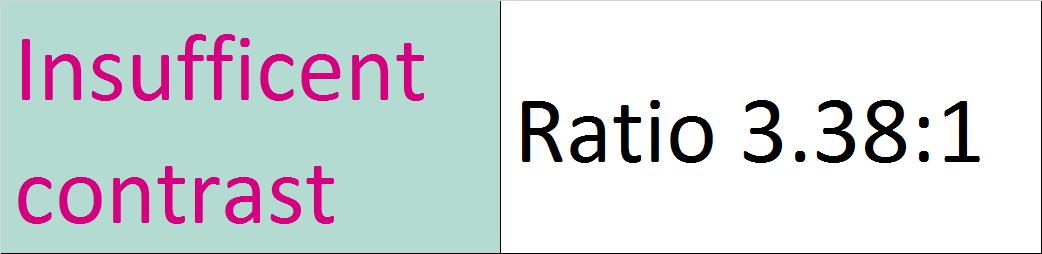 Insufficent
contrast
Ratio 3.38:1